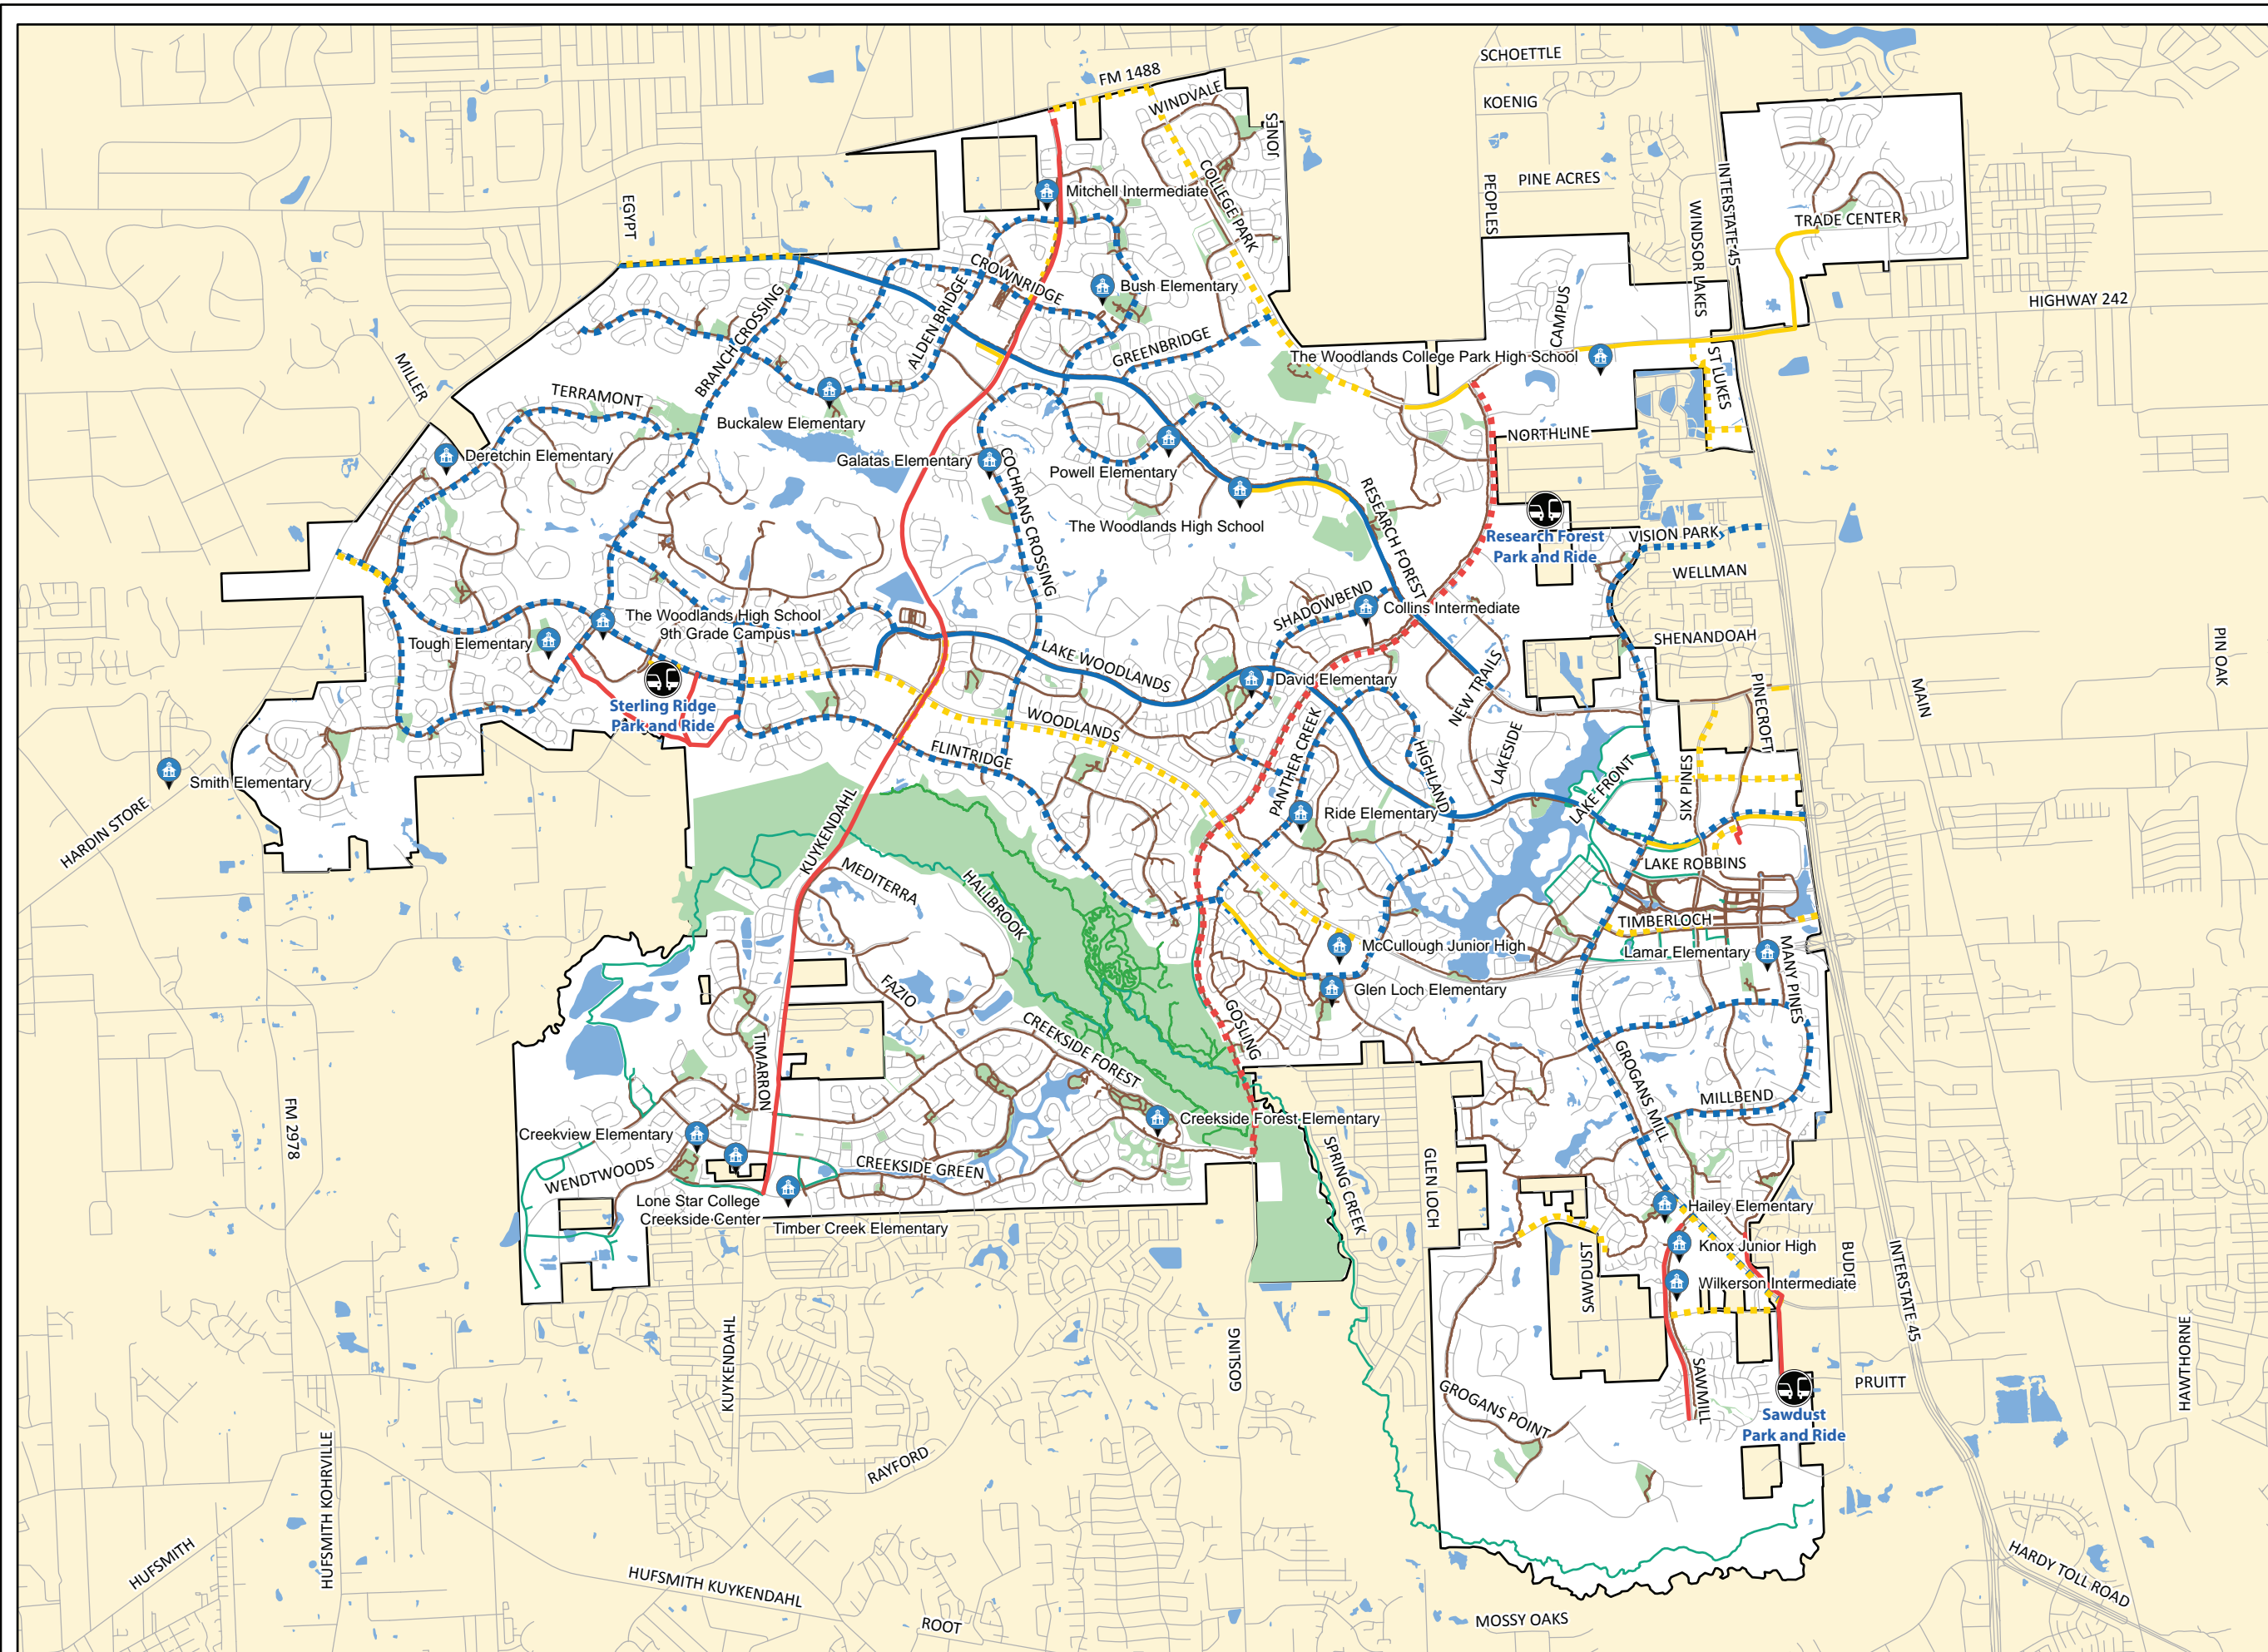 SCHOETTLE
FM 1488
WINDVALE
KOENIG
JONES
PINE ACRES
PEOPLES
INTERSTATE 45
Mitchell Intermediate
COLLEGE PARK
EGYPT
WINDSOR LAKES
TRADE CENTER
CROWNRIDGE
Bush Elementary
HIGHWAY 242
BRANCH CROSSING
ALDEN BRIDGE
CAMPUS
GREENBRIDGE
The Woodlands College Park High School
ST LUKES
MILLER
TERRAMONT
Buckalew Elementary
NORTHLINE
Deretchin Elementary
Galatas Elementary
COCHRANS CROSSING
Powell Elementary
RESEARCH FOREST
The Woodlands High School
Research Forest
Park and Ride
VISION PARK
WELLMAN
SHADOWBEND
Collins Intermediate
The Woodlands High School
9th Grade Campus
Tough Elementary
SHENANDOAH
PIN OAK
LAKE WOODLANDS
NEW TRAILS
David Elementary
PINECROFT
MAIN
Sterling Ridge
Park and Ride
WOODLANDS
PANTHER CREEK
HIGHLAND
LAKESIDE
FLINTRIDGE
Smith Elementary
LAKE FRONT
SIX PINES
HARDIN STORE
KUYKENDAHL
Ride Elementary
MEDITERRA
HALLBROOK
LAKE ROBBINS
TIMBERLOCH
McCullough Junior High
Lamar Elementary
MANY PINES
FAZIO
Glen Loch Elementary
GOSLING
CREEKSIDE FOREST
TIMARRON
GROGANS MILL
MILLBEND
FM 2978
Creekside Forest Elementary
Creekview Elementary
SPRING CREEK
GLEN LOCH
WENDTWOODS
CREEKSIDE GREEN
Lone Star College
Creekside Center
Timber Creek Elementary
Hailey Elementary
SAWDUST
Knox Junior High
INTERSTATE 45
Wilkerson Intermediate
KUYKENDAHL
GOSLING
HAWTHORNE
SAWMILL
PRUITT
GROGANS POINT
Sawdust
Park and Ride
HUFSMITH KOHRVILLE
RAYFORD
HUFSMITH
HUFSMITH KUYKENDAHL
HARDY TOLL ROAD
ROOT
MOSSY OAKS